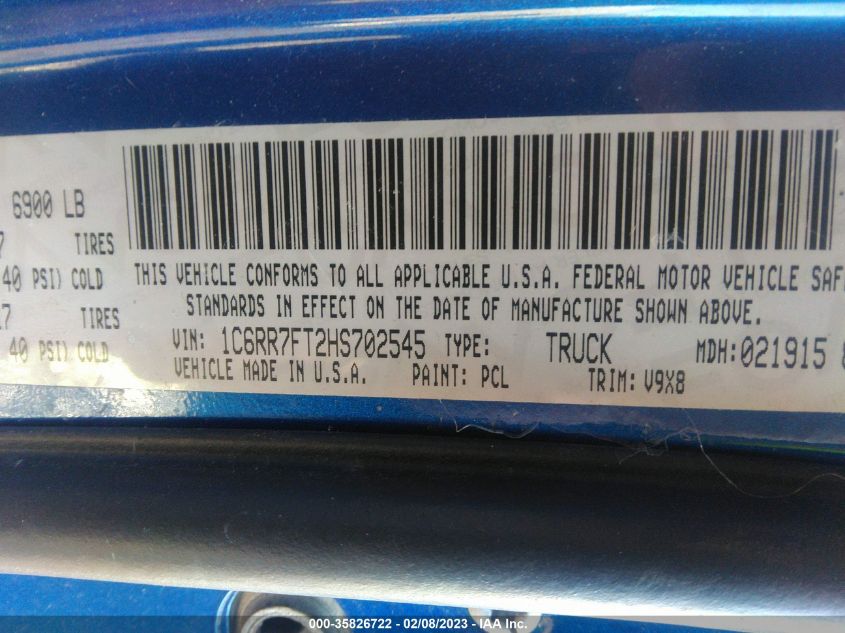 6900 LB
7 TIRES
40 PSI) COLD
17 TIRES
40 PSI) COLD
THIS VEHICLE CONFORMS TO ALL APPLICABLE U.S.A. FEDERAL MOTOR VEHICLE SAF
STANDARDS IN EFFECT ON THE DATE OF MANUFACTURE SHOWN ABOVE.
VIN: 1C6RR7FT2HS702545 TYPE: TRUCK MDH:021915
VEHICLE MADE IN U.S.A. PAINT: PCL TRIM: V9X8
000-35826722 - 02/08/2023 - IAA Inc.